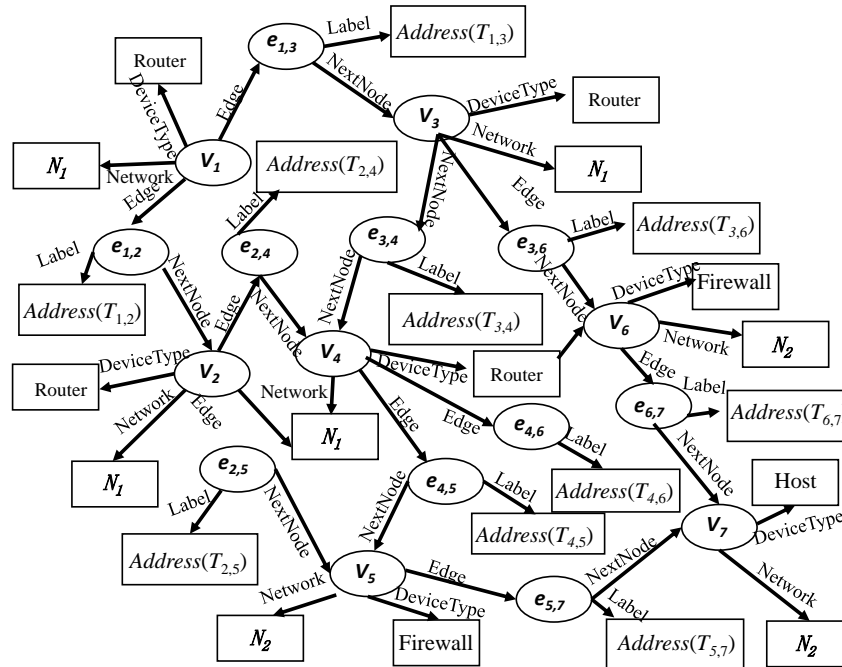 Label
e1,3
Address(T1,3)
Router
NextNode
DeviceType
Edge
DeviceType
Router
V3
Network
N1
V1
Network
Edge
Address(T2,4)
NextNode
Edge
N1
Label
e1,2
Label
e2,4
e3,4
e3,6
Label
Address(T3,6)
Address(T1,2)
NextNode
Edge
NextNode
NextNode
Label
Address(T3,4)
NextNode
DeviceType
Firewall
V6
Network
N2
DeviceType
V2
V4
DeviceType
Router
Edge
Label
Router
Network
Edge
Network
N1
Edge
Edge
e4,6
e6,7
Address(T6,7
N1
Label
Address(T4,6)
NextNode
e2,5
Label
NextNode
e4,5
NextNode
Label
Address(T4,5)
Host
V7
DeviceType
Address(T2,5)
V5
Network
DeviceType
Edge
e5,7
NextNode
Label
Network
N2
Firewall
Address(T5,7)
N2